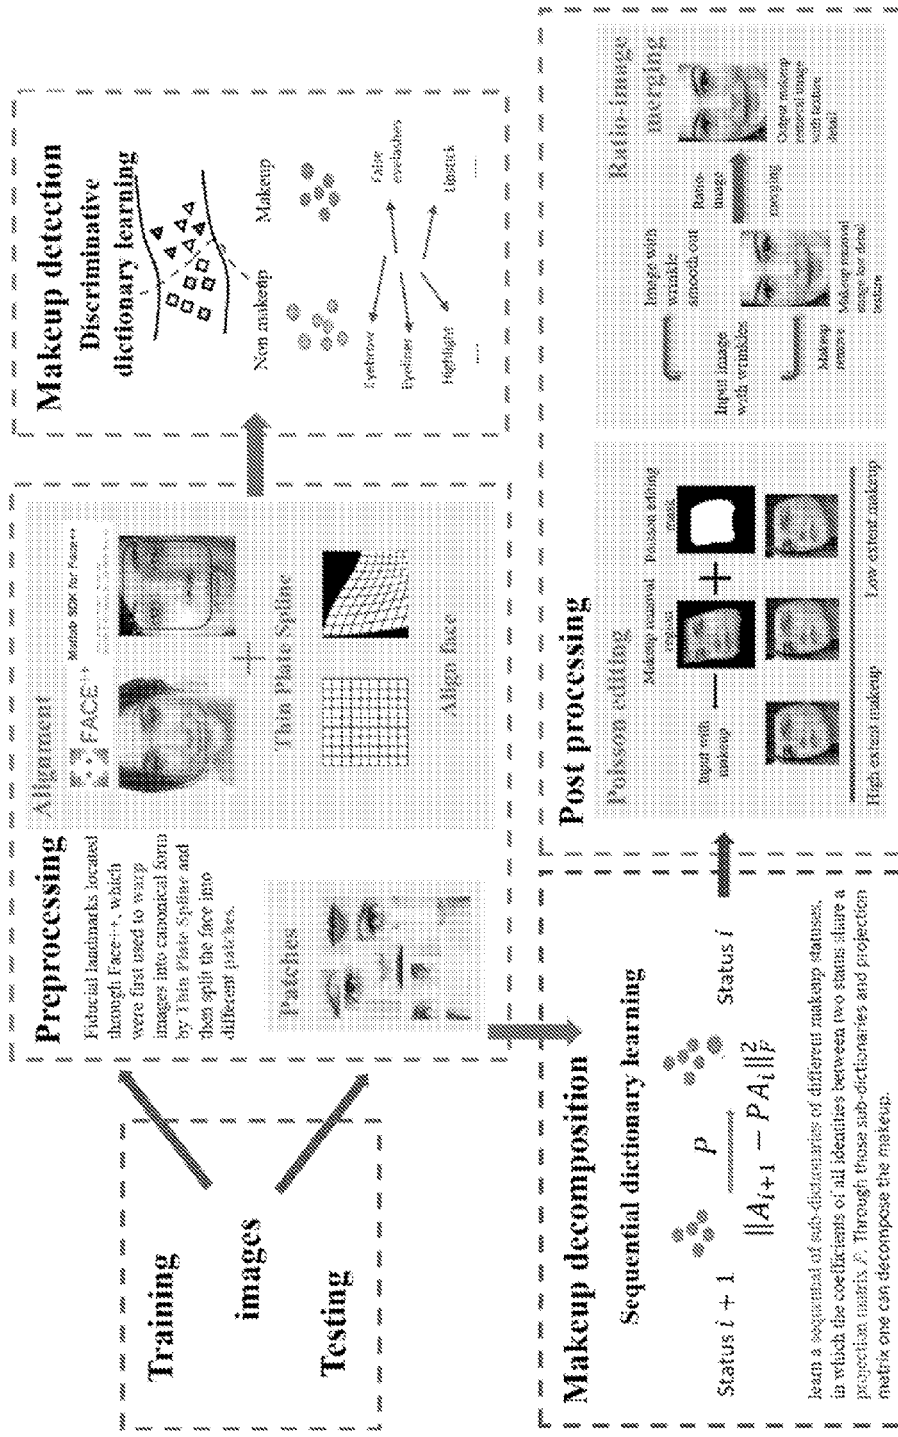 Training
images
Testing
Preprocessing
Fiducial landmarks located
through Face++, which
were first used to warp
images into canonical form
by Thin Plate Spline and
then split the face into
different patches.
Patches
Alignment
FACE++
Matlab SDK for Face++
Thin Plate Spline
Align face
Makeup detection
Discriminative
dictionary learning
Non makeup
Makeup
Eyebrow
Eyeliner
Highlight
.....
False
eyelashes
Lipstick
.....
Makeup decomposition
Sequential dictionary learning
Status i + 1
P
Status i
||A_{i+1} − PA_i||²_F
learn a sequential of sub-dictionaries of different makeup statuses,
in which the coefficients of all identities between two status share a
projection matrix P. Through those sub-dictionaries and projection
matrix one can decompose the makeup.
Post processing
Poisson editing
Input with
makeup
Makeup removal
region
Poisson editing
mask
High extent makeup
Low extent makeup
Ratio-image
merging
Input image
with wrinkles
Image with
wrinkle
smooth out
Makeup
remove
Makeup removal
image lose detail
texture
Ratio-
image
merging
Output makeup
removal image
with texture
detail